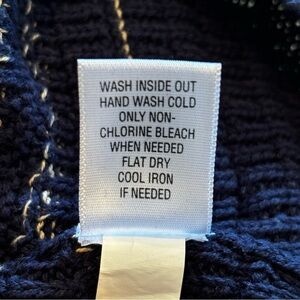 WASH INSIDE OUT
HAND WASH COLD
ONLY NON-
CHLORINE BLEACH
WHEN NEEDED
FLAT DRY
COOL IRON
IF NEEDED